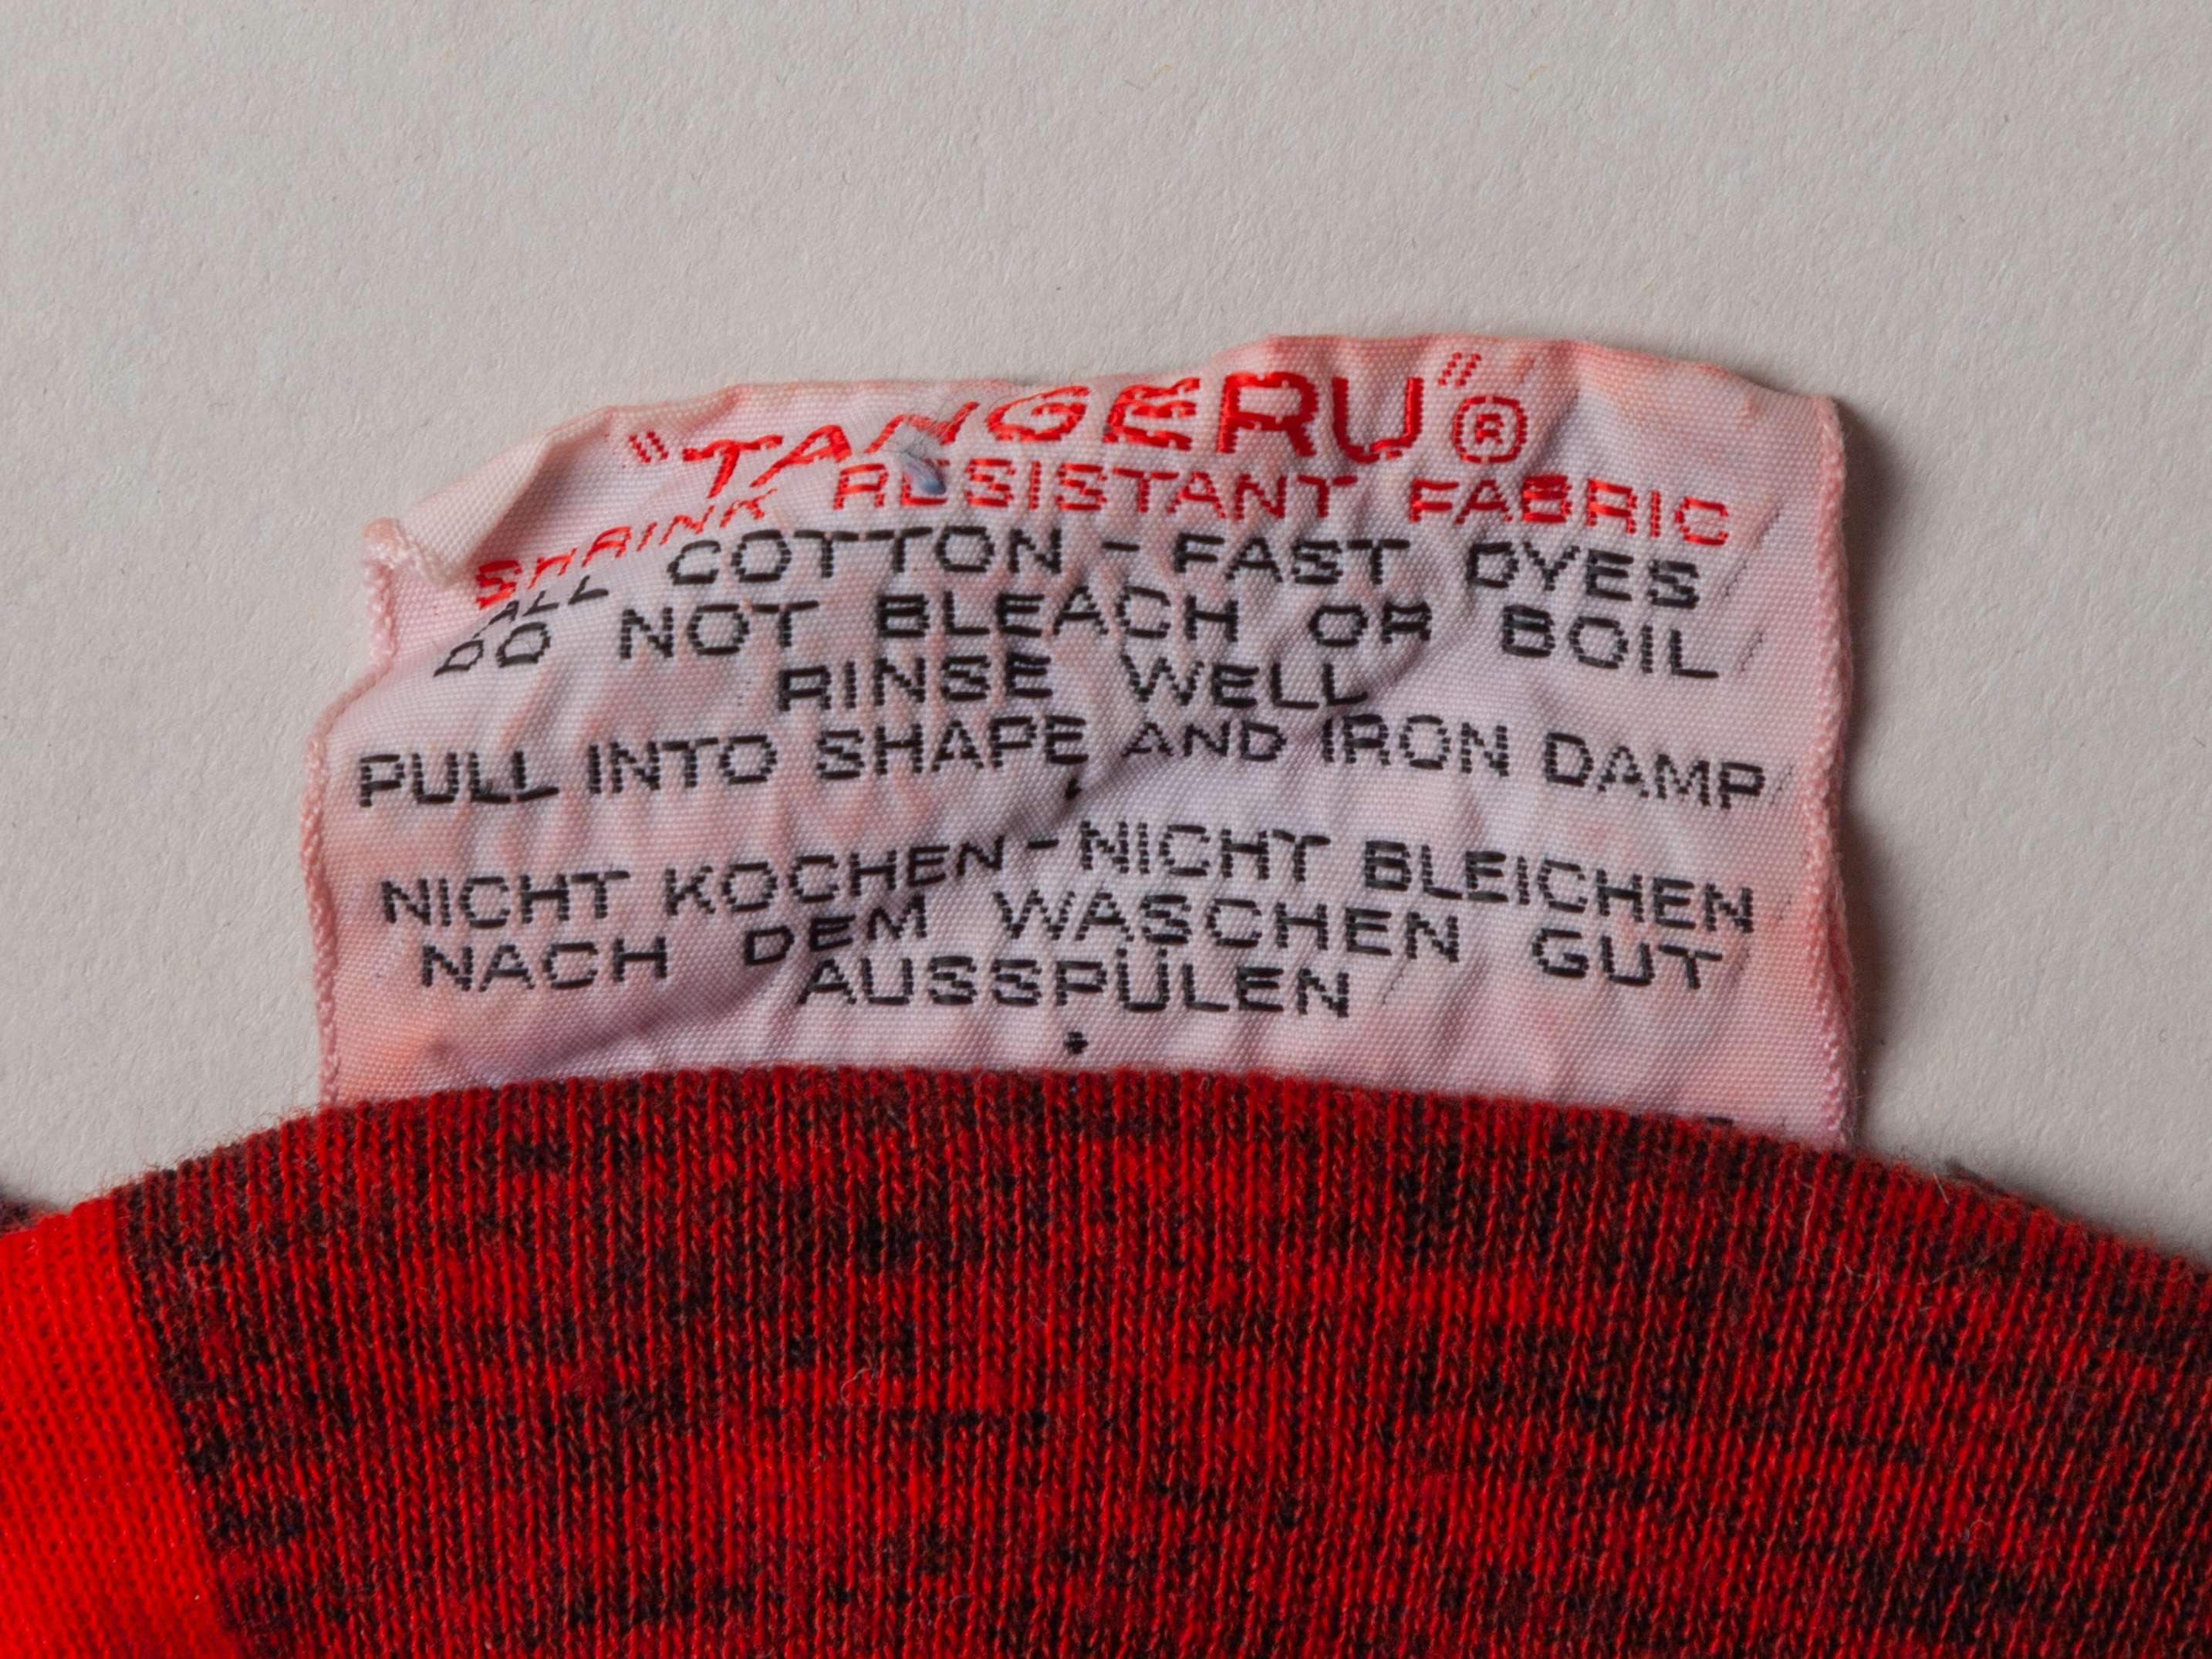 "TANGERU"®
SHRINK RESISTANT FABRIC
ALL COTTON - FAST DYES
DO NOT BLEACH OR BOIL
RINSE WELL
PULL INTO SHAPE AND IRON DAMP
NICHT KOCHEN - NICHT BLEICHEN
NACH DEM WASCHEN GUT
AUSSPÜLEN